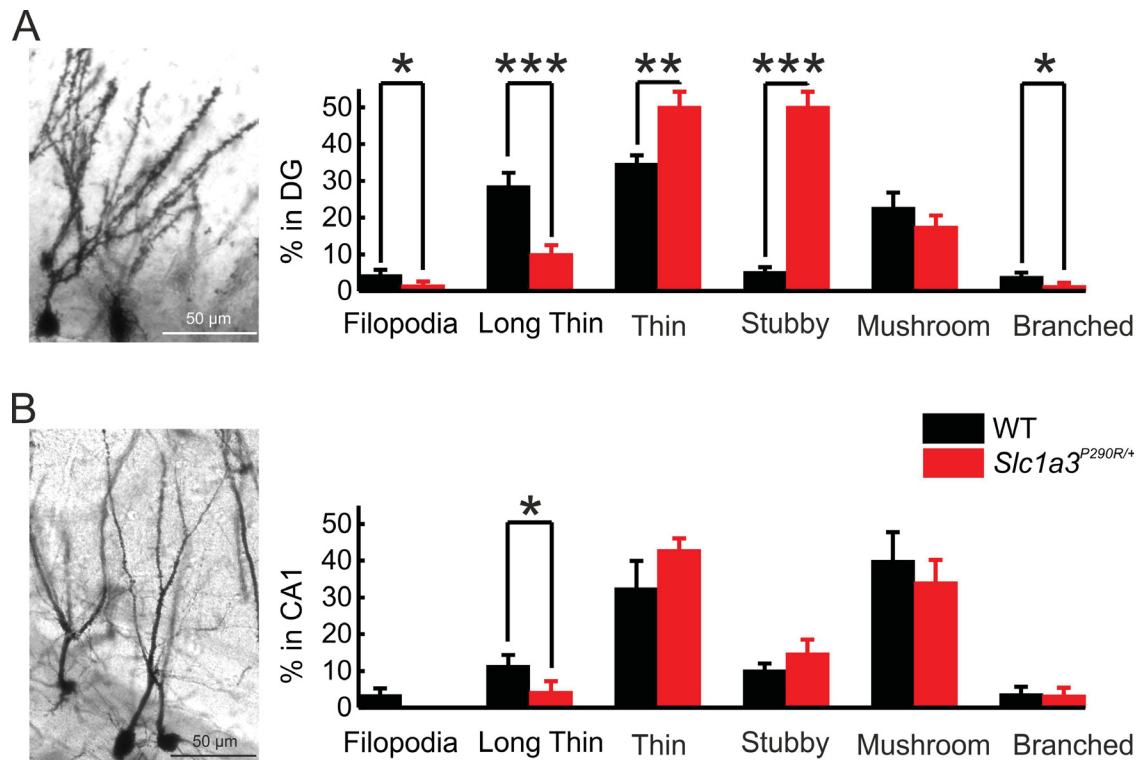 A
50 µm
% in DG
50
40
30
20
10
0
* *** ** *** *
Filopodia Long Thin Thin Stubby Mushroom Branched
B
50 µm
WT
Slc1a3P290R/+
% in CA1
50
40
30
20
10
0
*
Filopodia Long Thin Thin Stubby Mushroom Branched